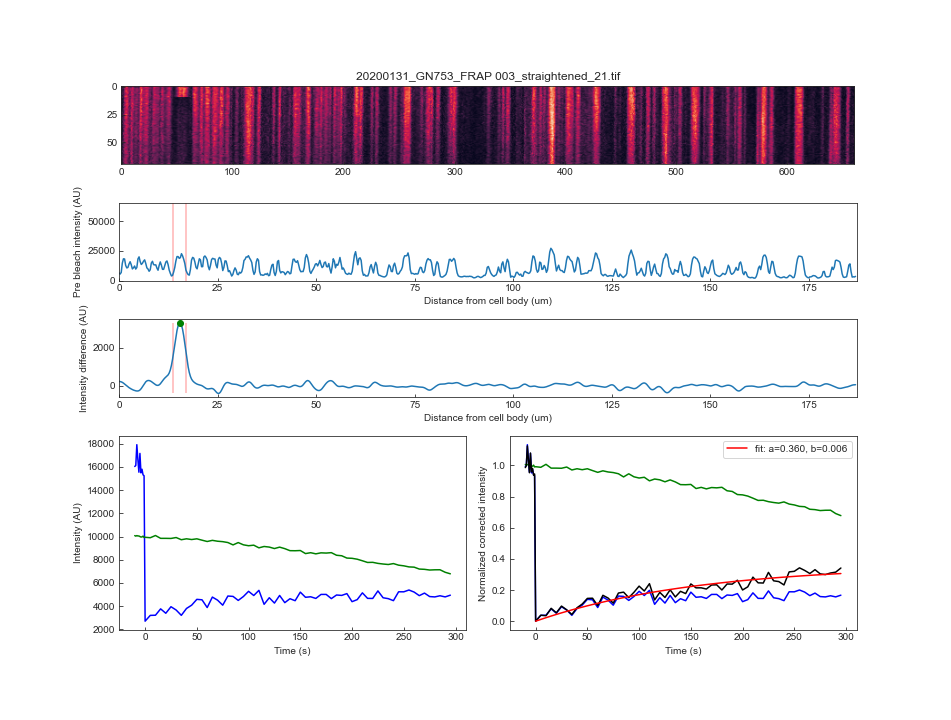 20200131_GN753_FRAP 003_straightened_21.tif
0
25
50
0 100 200 300 400 500 600
Pre bleach intensity (AU)
50000
25000
0
0 25 50 75 100 125 150 175
Distance from cell body (um)
Intensity difference (AU)
2000
0
0 25 50 75 100 125 150 175
Distance from cell body (um)
Intensity (AU)
18000
16000
14000
12000
10000
8000
6000
4000
2000
0 50 100 150 200 250 300
Time (s)
Normalized corrected intensity
1.0
0.8
0.6
0.4
0.2
0.0
fit: a=0.360, b=0.006
0 50 100 150 200 250 300
Time (s)